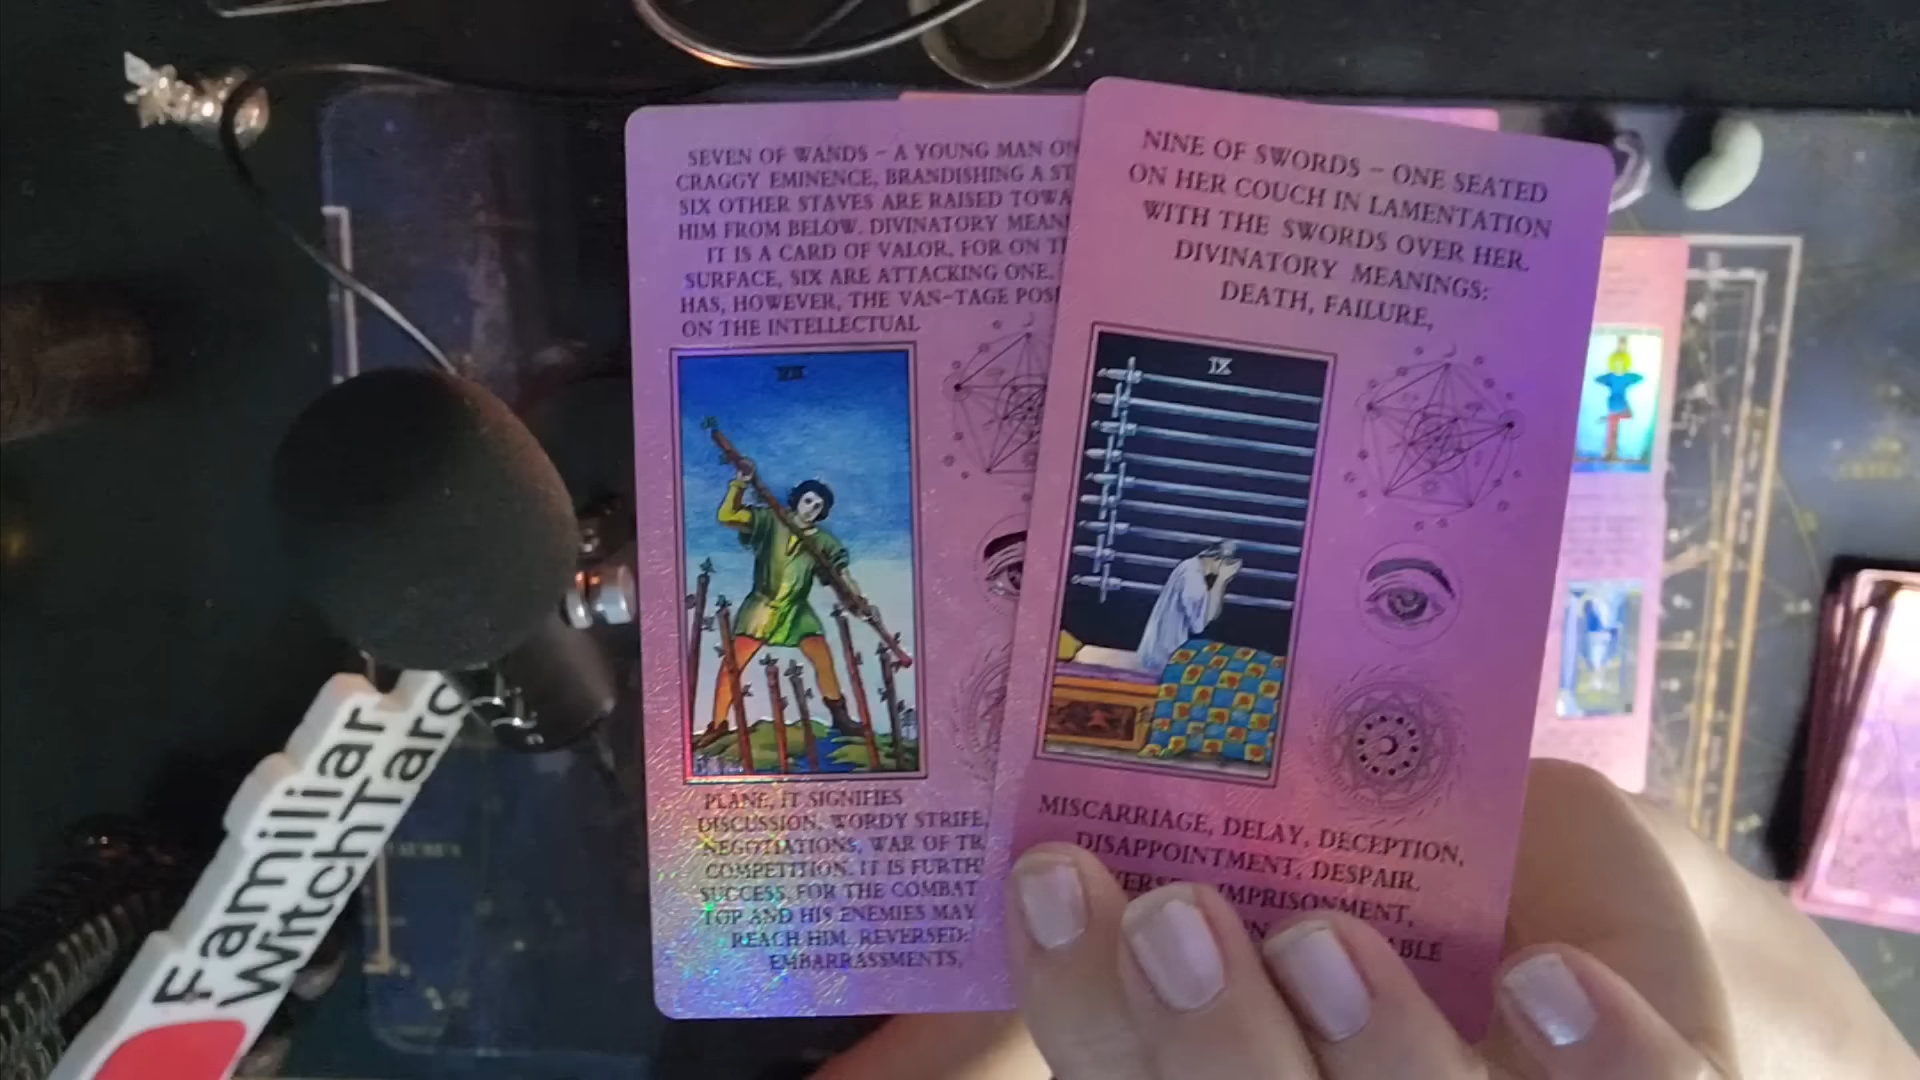 SEVEN OF WANDS – A YOUNG MAN ON
CRAGGY EMINENCE, BRANDISHING A
SIX OTHER STAVES ARE RAISED
HIM FROM BELOW. DIVINATORY
IT IS A CARD OF VALOR, FOR ON
SURFACE, SIX ARE ATTACKING ONE,
HAS, HOWEVER, THE VAN-TAGE
ON THE INTELLECTUAL
VII
PLANE, IT SIGNIFIES
DISCUSSION, WORDY STRIFE,
NEGOTIATIONS, WAR OF
COMPETITION. IT IS
SUCCESS, FOR THE COMBAT
TOP AND HIS ENEMIES MAY
REACH HIM. REVERSED:
EMBARRASSMENTS,
NINE OF SWORDS – ONE SEATED
ON HER COUCH IN LAMENTATION
WITH THE SWORDS OVER HER.
DIVINATORY MEANINGS:
DEATH, FAILURE,
IX
MISCARRIAGE, DELAY, DECEPTION,
DISAPPOINTMENT, DESPAIR.
IMPRISONMENT,
Familiar
WitchTaro